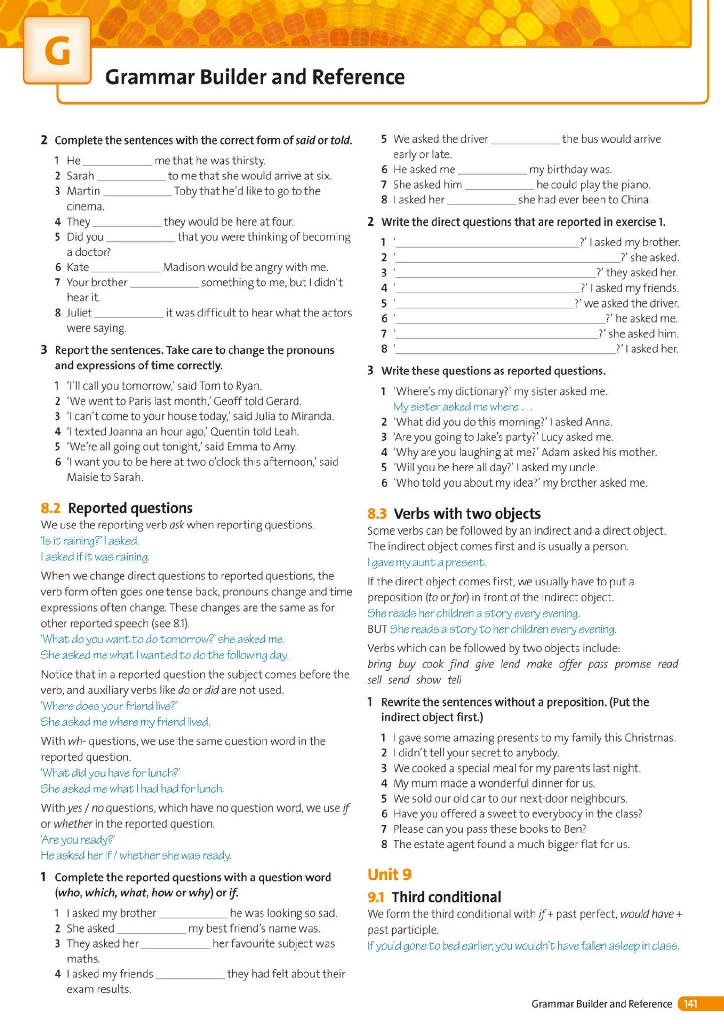 G
Grammar Builder and Reference
2 Complete the sentences with the correct form of said or told.
1 He ____________ me that he was thirsty.
2 Sarah ____________ to me that she would arrive at six.
3 Martin ____________ Toby that he'd like to go to the
cinema.
4 They ____________ they would be here at four.
5 Did you ____________ that you were thinking of becoming
a doctor?
6 Kate ____________ Madison would be angry with me.
7 Your brother ____________ something to me, but I didn't
hear it.
8 Juliet ____________ it was difficult to hear what the actors
were saying.
3 Report the sentences. Take care to change the pronouns
and expressions of time correctly.
1 'I'll call you tomorrow,' said Tom to Ryan.
2 'We went to Paris last month,' Geoff told Gerard.
3 'I can't come to your house today,' said Julia to Miranda.
4 'I texted Joanna an hour ago,' Quentin told Leah.
5 'We're all going out tonight,' said Emma to Amy.
6 'I want you to be here at two o'clock this afternoon,' said
Maisie to Sarah.
8.2 Reported questions
We use the reporting verb ask when reporting questions.
'Is it raining?' I asked.
I asked if it was raining.
When we change direct questions to reported questions, the
verb form often goes one tense back, pronouns change and time
expressions often change. These changes are the same as for
other reported speech (see 8.1).
'What do you want to do tomorrow?' she asked me.
She asked me what I wanted to do the following day.
Notice that in a reported question the subject comes before the
verb, and auxiliary verbs like do or did are not used.
'Where does your friend live?'
She asked me where my friend lived.
With wh- questions, we use the same question word in the
reported question.
'What did you have for lunch?'
She asked me what I had had for lunch.
With yes / no questions, which have no question word, we use if
or whether in the reported question.
'Are you ready?'
He asked her if / whether she was ready.
1 Complete the reported questions with a question word
(who, which, what, how or why) or if.
1 I asked my brother ____________ he was looking so sad.
2 She asked ____________ my best friend's name was.
3 They asked her ____________ her favourite subject was
maths.
4 I asked my friends ____________ they had felt about their
exam results.
5 We asked the driver ____________ the bus would arrive
early or late.
6 He asked me ____________ my birthday was.
7 She asked him ____________ he could play the piano.
8 I asked her ____________ she had ever been to China.
2 Write the direct questions that are reported in exercise 1.
1 '____________?' I asked my brother.
2 '____________?' she asked.
3 '____________?' they asked her.
4 '____________?' I asked my friends.
5 '____________?' we asked the driver.
6 '____________?' he asked me.
7 '____________?' she asked him.
8 '____________?' I asked her.
3 Write these questions as reported questions.
1 'Where's my dictionary?' my sister asked me.
My sister asked me where …
2 'What did you do this morning?' I asked Anna.
3 'Are you going to Jake's party?' Lucy asked me.
4 'Why are you laughing at me?' Adam asked his mother.
5 'Will you be here all day?' I asked my uncle.
6 'Who told you about my idea?' my brother asked me.
8.3 Verbs with two objects
Some verbs can be followed by an indirect and a direct object.
The indirect object comes first and is usually a person.
I gave my aunt a present.
If the direct object comes first, we usually have to put a
preposition (to or for) in front of the indirect object.
She reads her children a story every evening.
BUT She reads a story to her children every evening.
Verbs which can be followed by two objects include:
bring buy cook find give lend make offer pass promise read
sell send show tell
1 Rewrite the sentences without a preposition. (Put the
indirect object first.)
1 I gave some amazing presents to my family this Christmas.
2 I didn't tell your secret to anybody.
3 We cooked a special meal for my parents last night.
4 My mum made a wonderful dinner for us.
5 We sold our old car to our next-door neighbours.
6 Have you offered a sweet to everybody in the class?
7 Please can you pass these books to Ben?
8 The estate agent found a much bigger flat for us.
Unit 9
9.1 Third conditional
We form the third conditional with if + past perfect, would have +
past participle.
If you'd gone to bed earlier, you wouldn't have fallen asleep in class.
Grammar Builder and Reference 141